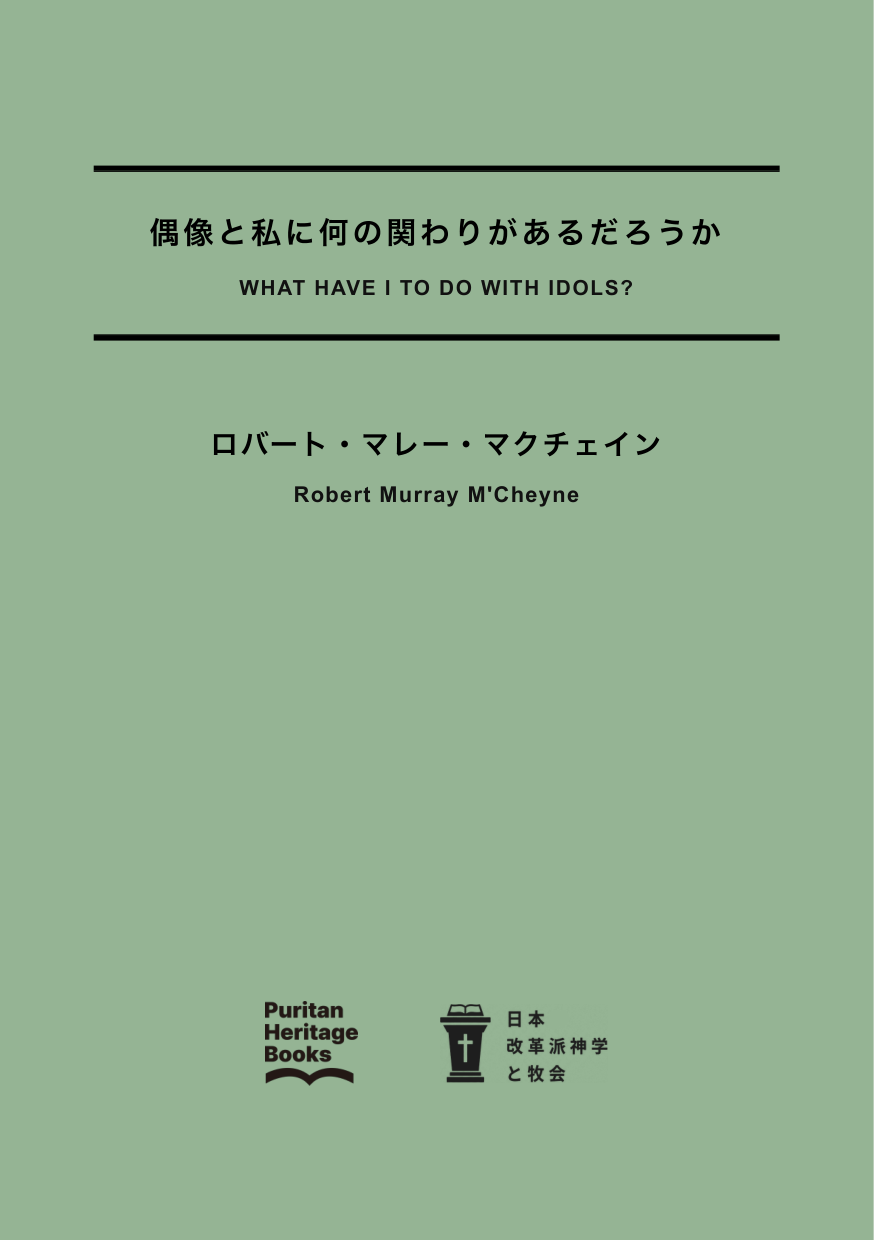 偶像と私に何の関わりがあるだろうか
WHAT HAVE I TO DO WITH IDOLS?
ロバート・マレー・マクチェイン
Robert Murray M'Cheyne
Puritan
Heritage
Books
日本
改革派神学
と牧会